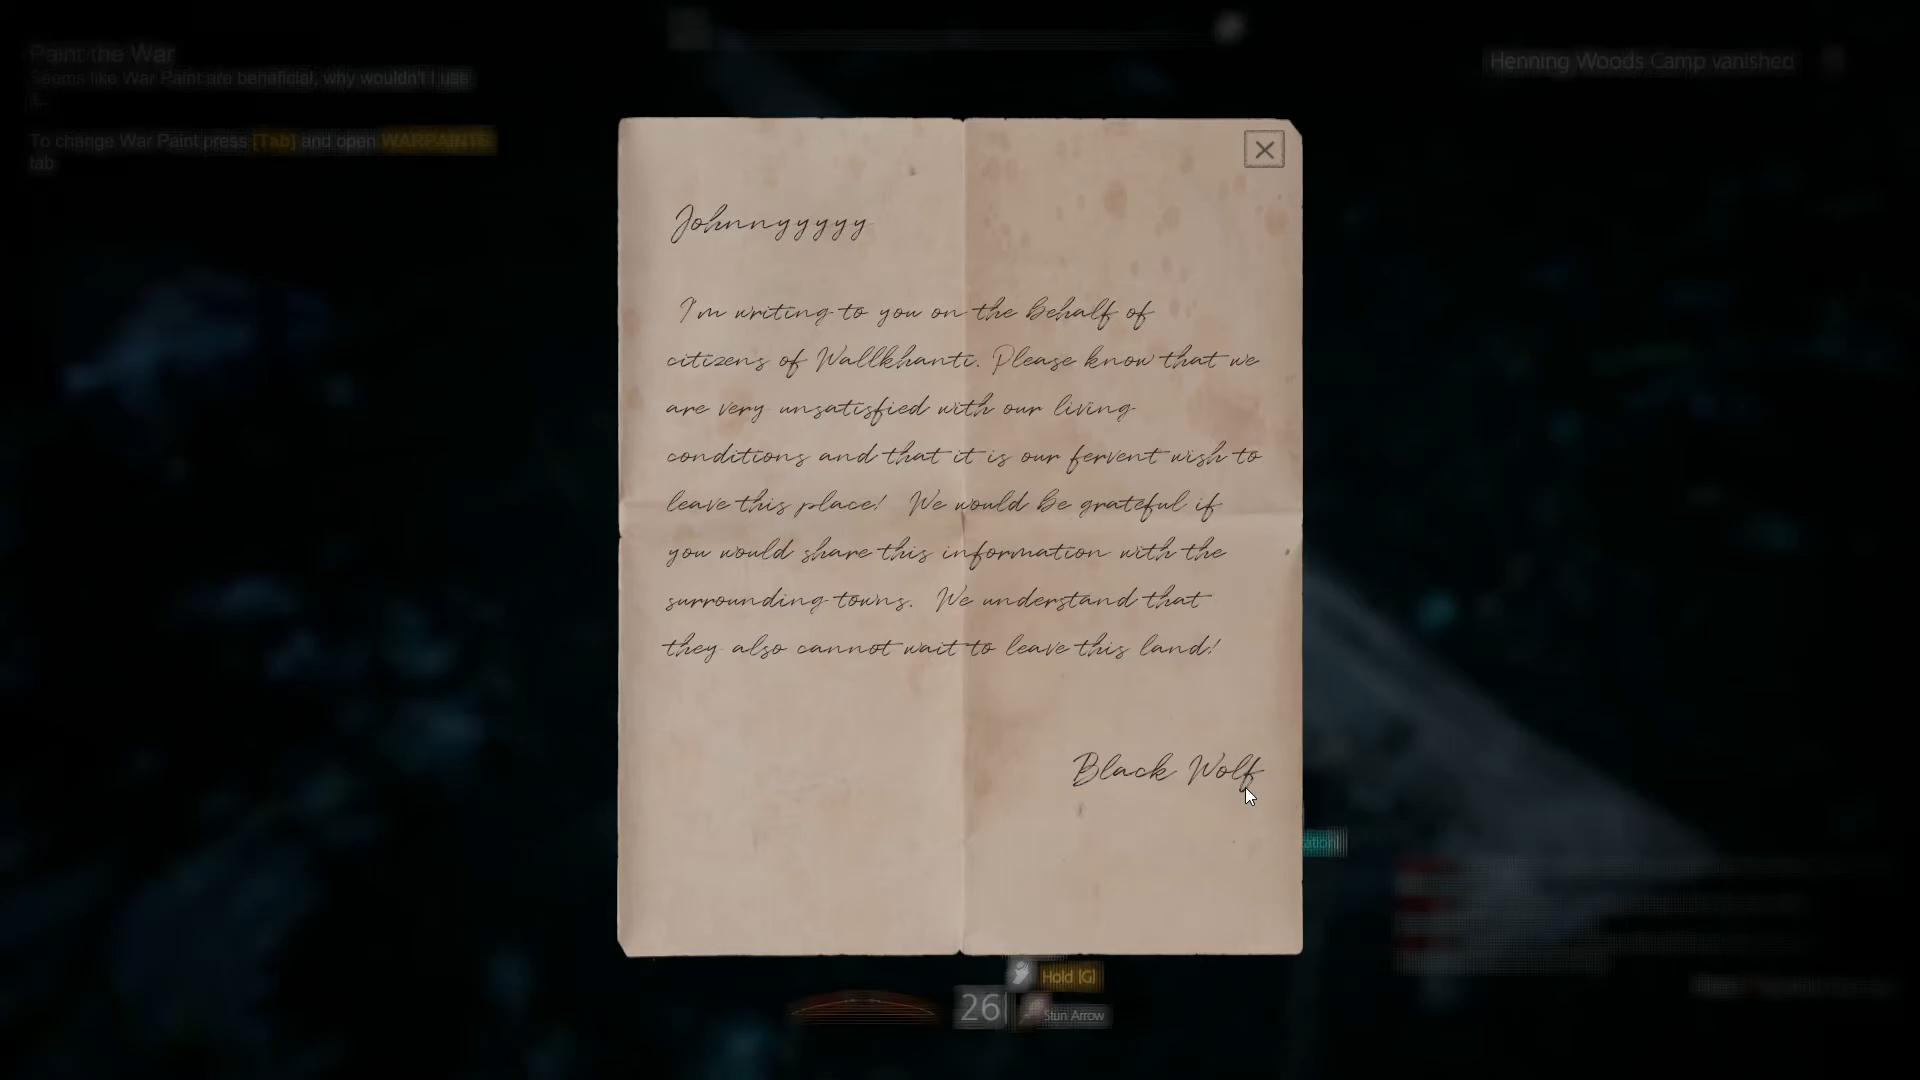 Paint the War
Seems like War Paint are beneficial, why wouldn't I use
it...
To change War Paint press [Tab] and open WARPAINTS
tab
Henning Woods Camp vanished
Johnnyyyyy
I'm writing to you on the behalf of
citizens of Wallkhanti. Please know that we
are very unsatisfied with our living
conditions and that it is our fervent wish to
leave this place! We would be grateful if
you would share this information with the
surrounding towns. We understand that
they also cannot wait to leave this land!
Black Wolf
Hold [G]
26
Stun Arrow